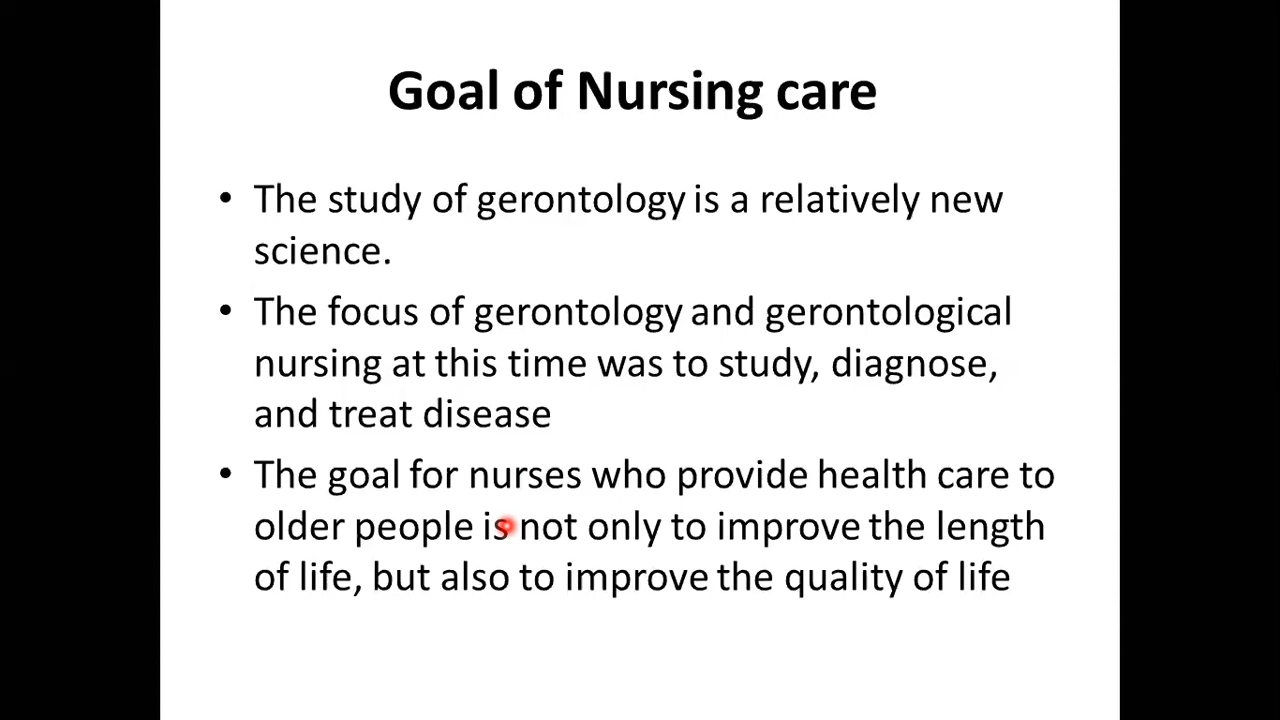 Goal of Nursing care
• The study of gerontology is a relatively new
science.
• The focus of gerontology and gerontological
nursing at this time was to study, diagnose,
and treat disease
• The goal for nurses who provide health care to
older people is not only to improve the length
of life, but also to improve the quality of life